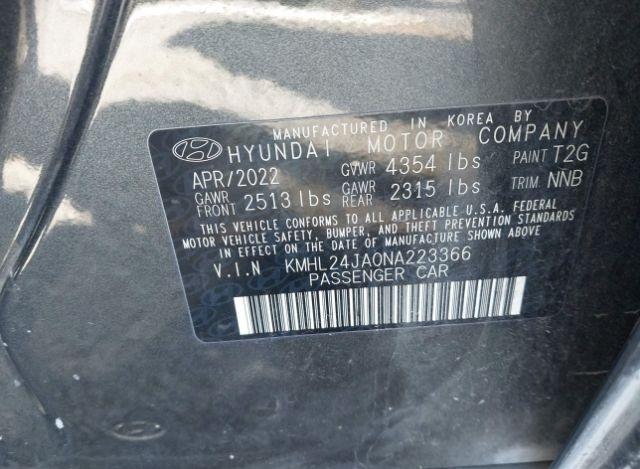 MANUFACTURED IN KOREA BY
HYUNDAI MOTOR COMPANY
APR/2022 GVWR 4354 lbs PAINT T2G
GAWR FRONT 2513 lbs GAWR REAR 2315 lbs TRIM NNB
THIS VEHICLE CONFORMS TO ALL APPLICABLE U.S.A. FEDERAL
MOTOR VEHICLE SAFETY, BUMPER, AND THEFT PREVENTION STANDARDS
IN EFFECT ON THE DATE OF MANUFACTURE SHOWN ABOVE
V.I.N KMHL24JA0NA223366
PASSENGER CAR